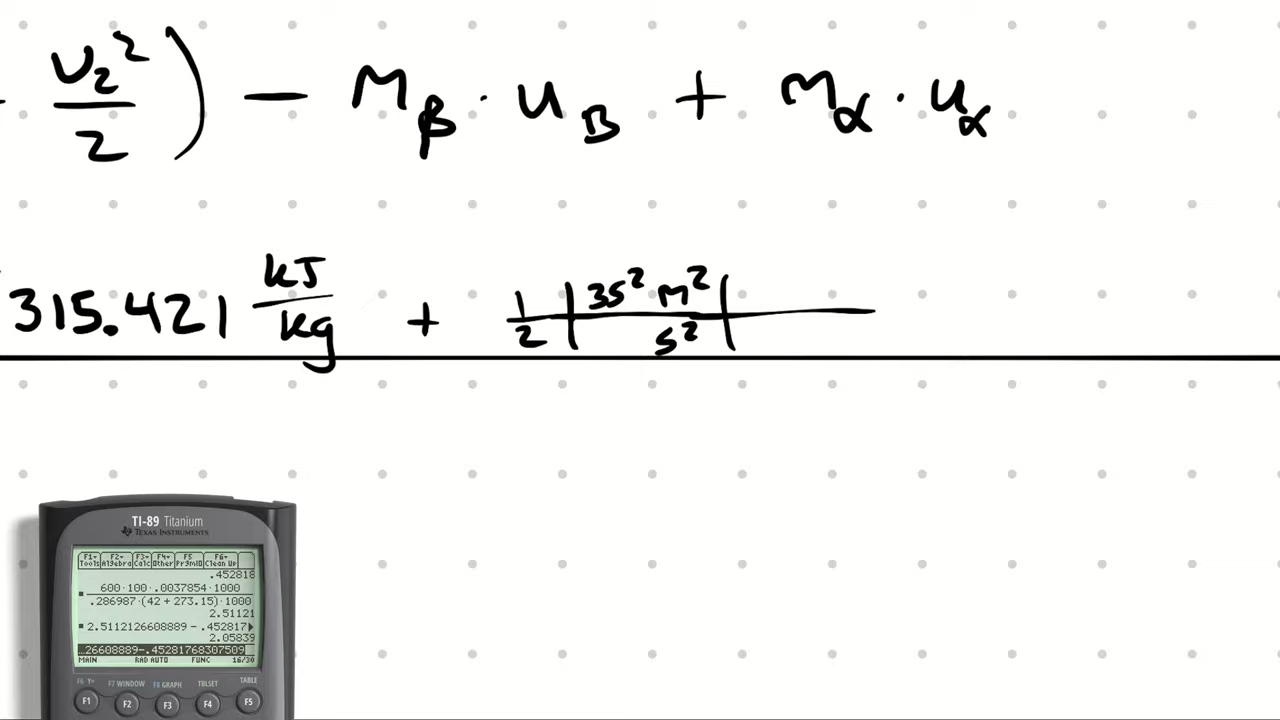 υ₂²/2) − m_β · u_B + m_α · u_α
315.421 kJ/kg + 1/2 | 35² m²/s² |
TI-89 Titanium
TEXAS INSTRUMENTS
F1 Tools F2 Algebra F3 Calc F4 Other F5 PrgmIO F6 Clean Up
.452818
600·100·.0037854·1000
.286987·(42+273.15)·1000
2.51121
2.5112126608889 - .452817
2.05839
…26608889-.45281768307509
MAIN RAD AUTO FUNC 16/30
F6 Y= F7 WINDOW F8 GRAPH TBLSET TABLE
F1 F2 F3 F4 F5